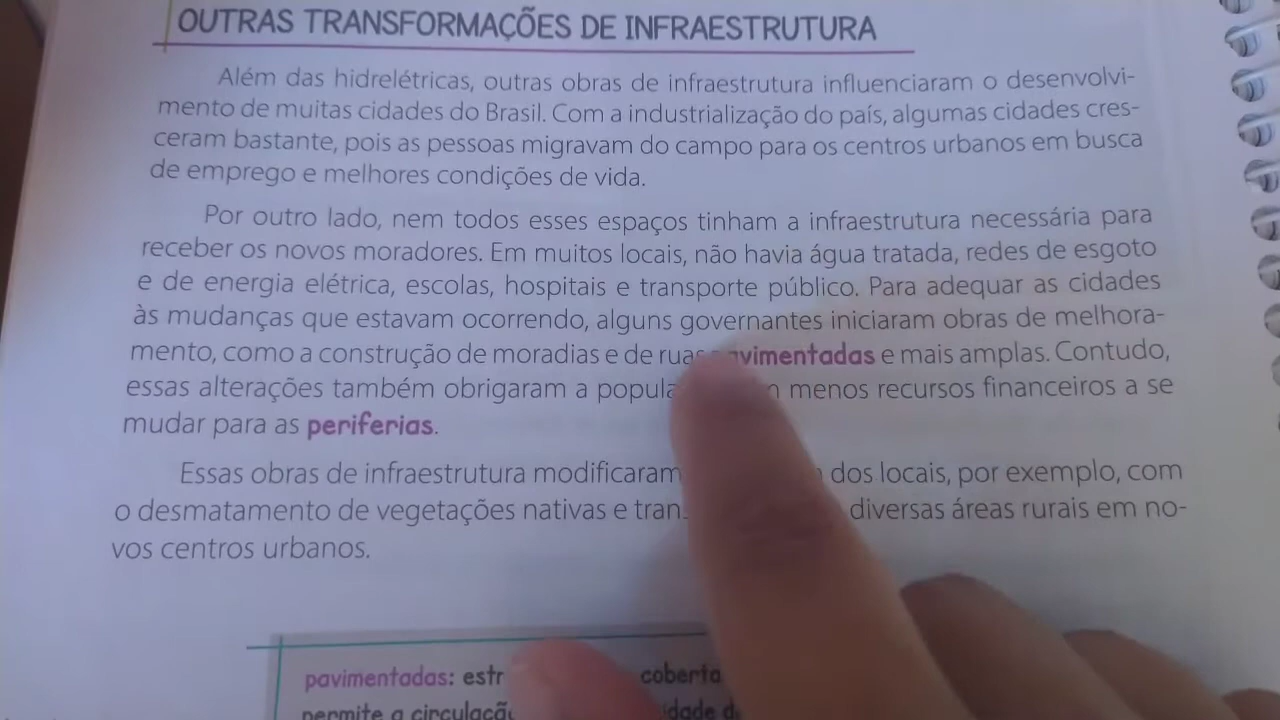 OUTRAS TRANSFORMAÇÕES DE INFRAESTRUTURA
Além das hidrelétricas, outras obras de infraestrutura influenciaram o desenvolvi-
mento de muitas cidades do Brasil. Com a industrialização do país, algumas cidades cres-
ceram bastante, pois as pessoas migravam do campo para os centros urbanos em busca
de emprego e melhores condições de vida.
Por outro lado, nem todos esses espaços tinham a infraestrutura necessária para
receber os novos moradores. Em muitos locais, não havia água tratada, redes de esgoto
e de energia elétrica, escolas, hospitais e transporte público. Para adequar as cidades
às mudanças que estavam ocorrendo, alguns governantes iniciaram obras de melhora-
mento, como a construção de moradias e de ruas pavimentadas e mais amplas. Contudo,
essas alterações também obrigaram a menos recursos financeiros a se
mudar para as periferias.
Essas obras de infraestrutura modificaram dos locais, por exemplo, com
o desmatamento de vegetações nativas e diversas áreas rurais em no-
vos centros urbanos.
pavimentadas: coberta
permite a